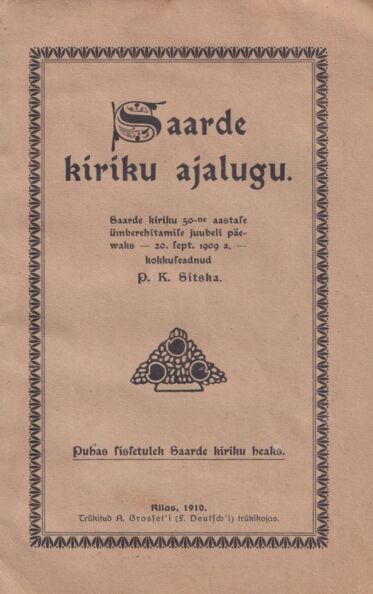 Saarde
kiriku ajalugu.
Saarde kiriku 50-ne aastaſe
ümberehitamiſe juubeli päe-
waks — 20. ſept. 1909 a. —
kokkuſeadnud
P. K. Sitska.
Puhas ſisſetulek Saarde kiriku heaks.
Riias, 1910.
Trükitud A. Grosſet'i (L. Deutſch'i) trükikojas.